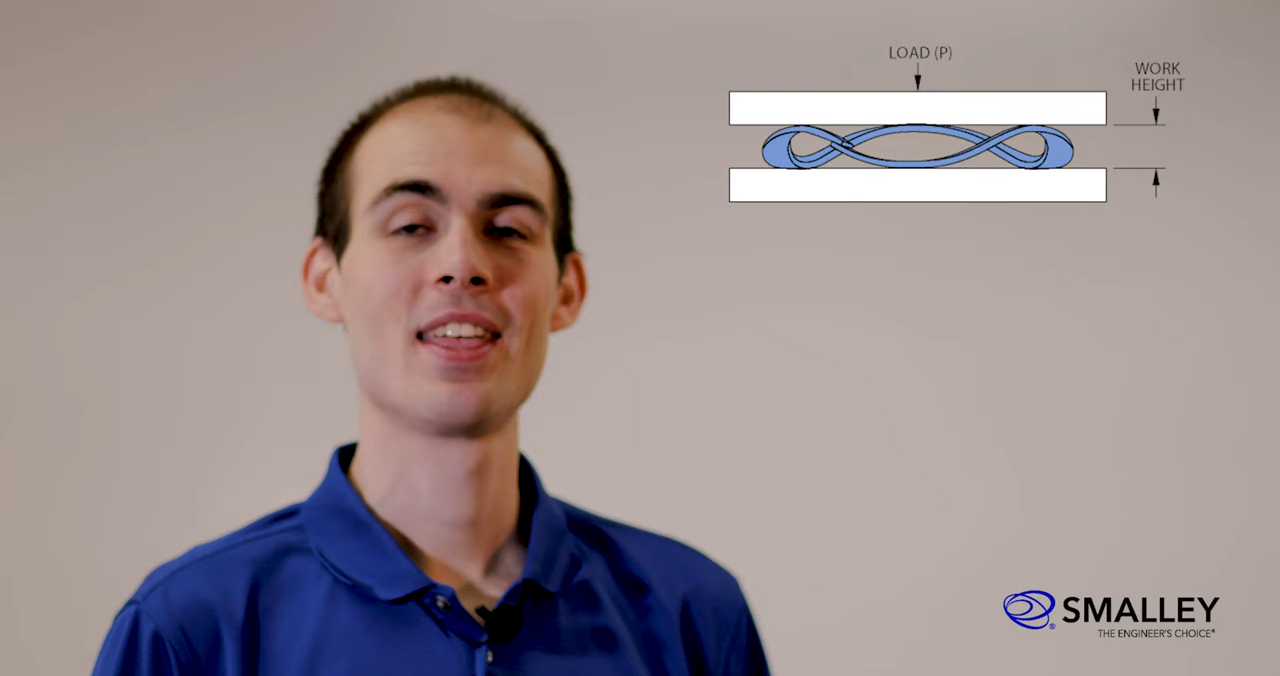 LOAD (P)
WORK
HEIGHT
SMALLEY
THE ENGINEER'S CHOICE®